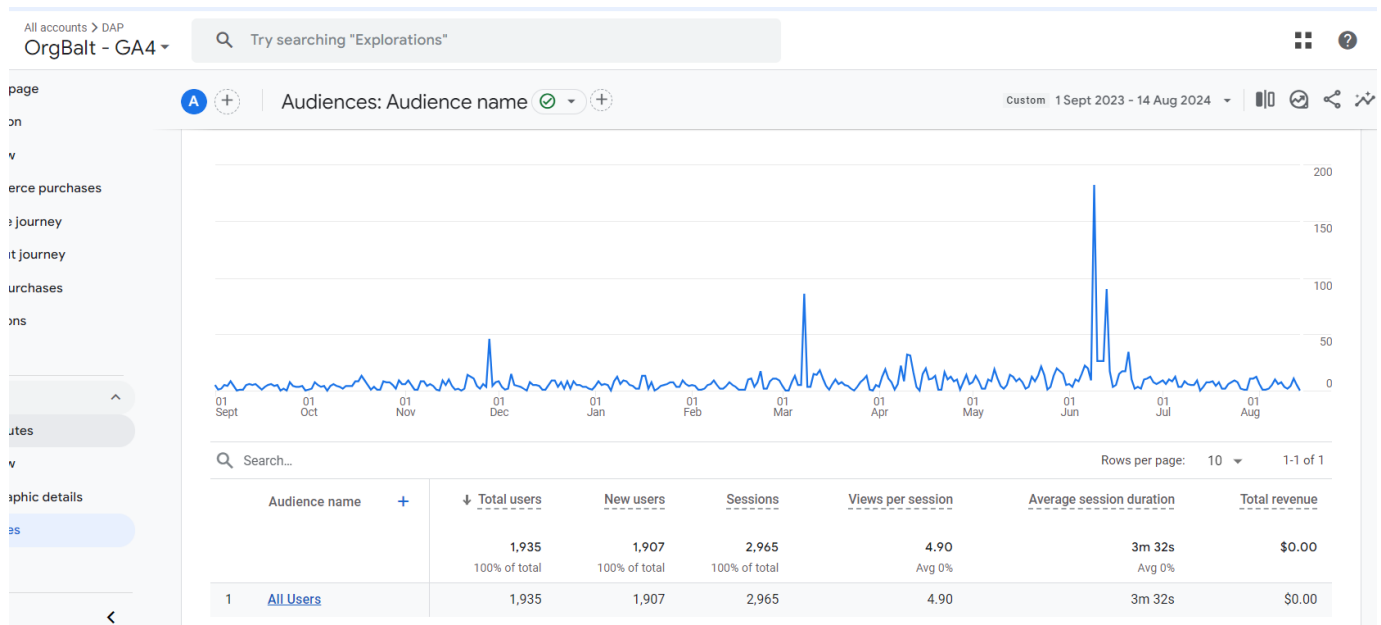 All accounts > DAP
OrgBalt - GA4
Try searching "Explorations"
page
on
w
erce purchases
e journey
ut journey
urchases
ons
utes
w
aphic details
es
A
Audiences: Audience name
Custom 1 Sept 2023 - 14 Aug 2024
200
150
100
50
0
01 01 01 01 01 01 01 01 01 01 01 01
Sept Oct Nov Dec Jan Feb Mar Apr May Jun Jul Aug
Search...
Rows per page: 10 1-1 of 1
Audience name + Total users New users Sessions Views per session Average session duration Total revenue
1,935 1,907 2,965 4.90 3m 32s $0.00
100% of total 100% of total 100% of total Avg 0% Avg 0%
1 All Users 1,935 1,907 2,965 4.90 3m 32s $0.00